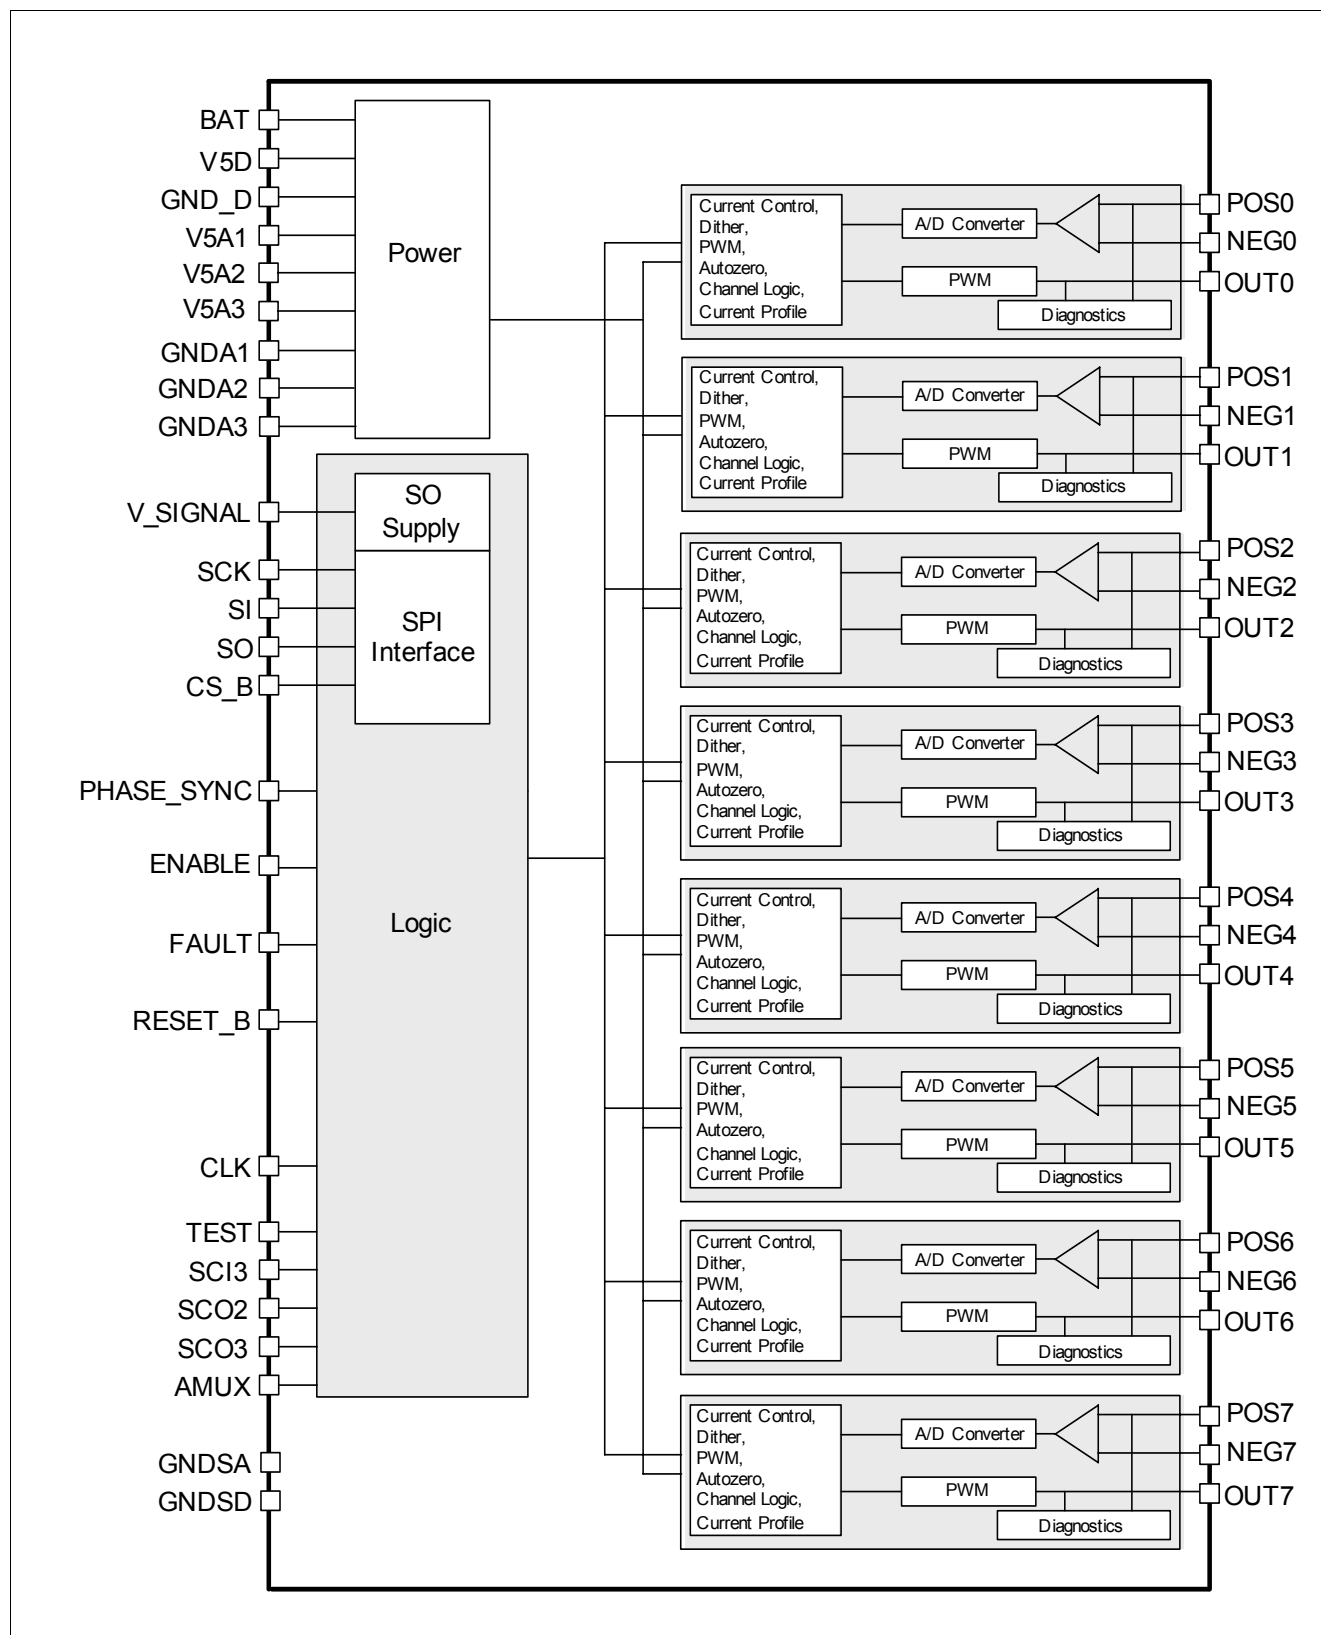 BAT
V5D
GND_D
V5A1
V5A2
V5A3
GNDA1
GNDA2
GNDA3
Power
V_SIGNAL
SO
Supply
SCK
SI
SO
CS_B
SPI
Interface
PHASE_SYNC
ENABLE
FAULT
RESET_B
Logic
CLK
TEST
SCI3
SCO2
SCO3
AMUX
GNDSA
GNDSD
Current Control,
Dither,
PWM,
Autozero,
Channel Logic,
Current Profile
A/D Converter
PWM
Diagnostics
POS0
NEG0
OUT0
Current Control,
Dither,
PWM,
Autozero,
Channel Logic,
Current Profile
A/D Converter
PWM
Diagnostics
POS1
NEG1
OUT1
Current Control,
Dither,
PWM,
Autozero,
Channel Logic,
Current Profile
A/D Converter
PWM
Diagnostics
POS2
NEG2
OUT2
Current Control,
Dither,
PWM,
Autozero,
Channel Logic,
Current Profile
A/D Converter
PWM
Diagnostics
POS3
NEG3
OUT3
Current Control,
Dither,
PWM,
Autozero,
Channel Logic,
Current Profile
A/D Converter
PWM
Diagnostics
POS4
NEG4
OUT4
Current Control,
Dither,
PWM,
Autozero,
Channel Logic,
Current Profile
A/D Converter
PWM
Diagnostics
POS5
NEG5
OUT5
Current Control,
Dither,
PWM,
Autozero,
Channel Logic,
Current Profile
A/D Converter
PWM
Diagnostics
POS6
NEG6
OUT6
Current Control,
Dither,
PWM,
Autozero,
Channel Logic,
Current Profile
A/D Converter
PWM
Diagnostics
POS7
NEG7
OUT7